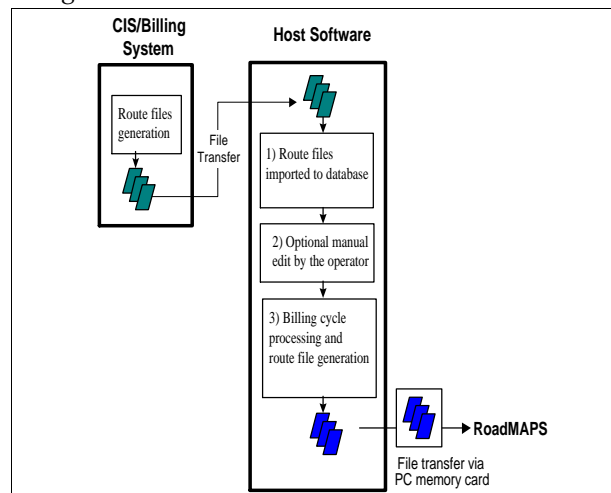 CIS/Billing
System
Host Software
Route files
generation
File
Transfer
1) Route files
imported to database
2) Optional manual
edit by the operator
3) Billing cycle
processing and
route file generation
RoadMAPS
File transfer via
PC memory card